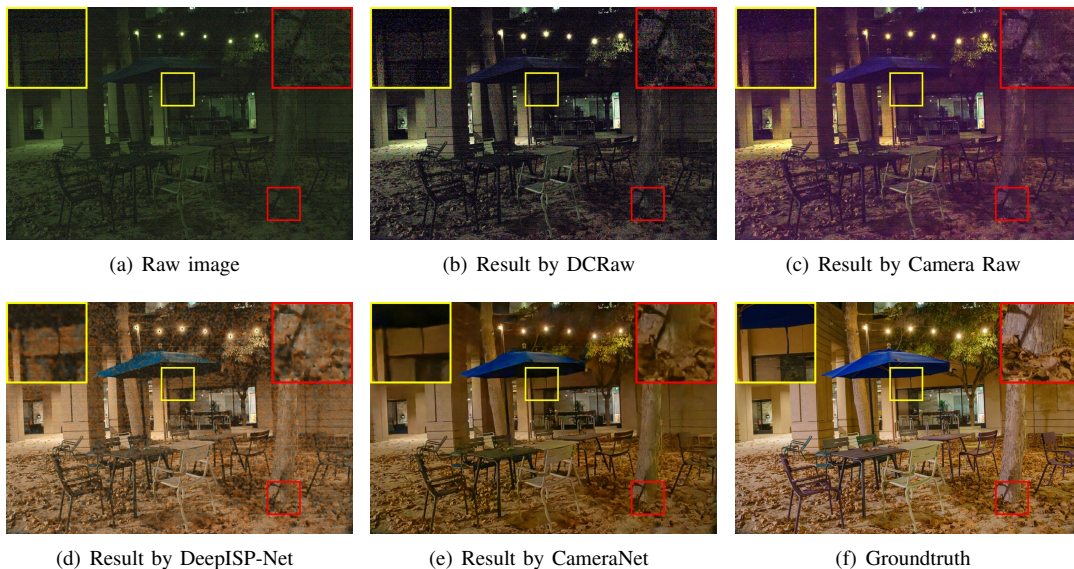 (a) Raw image
(b) Result by DCRaw
(c) Result by Camera Raw
(d) Result by DeepISP-Net
(e) Result by CameraNet
(f) Groundtruth